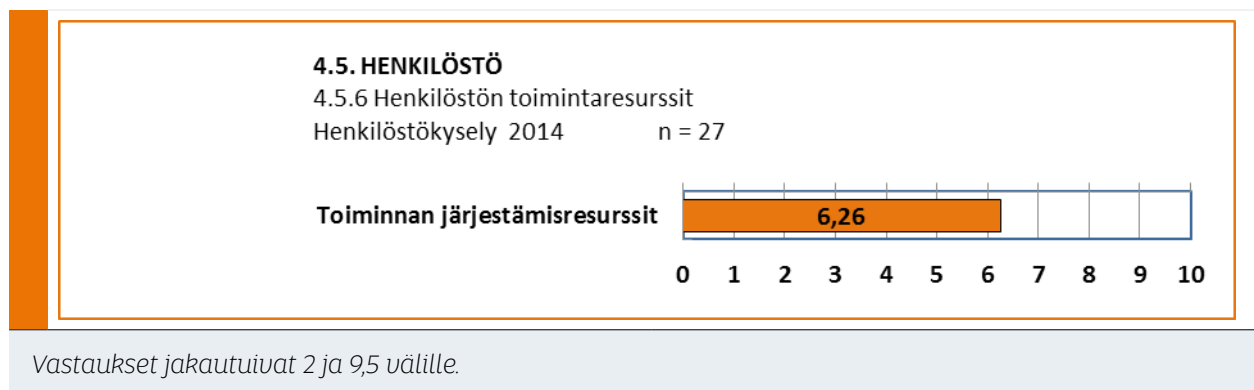 4.5. HENKILÖSTÖ
4.5.6 Henkilöstön toimintaresurssit
Henkilöstökysely 2014 n = 27
Toiminnan järjestämisresurssit 6,26
0 1 2 3 4 5 6 7 8 9 10
Vastaukset jakautuivat 2 ja 9,5 välille.